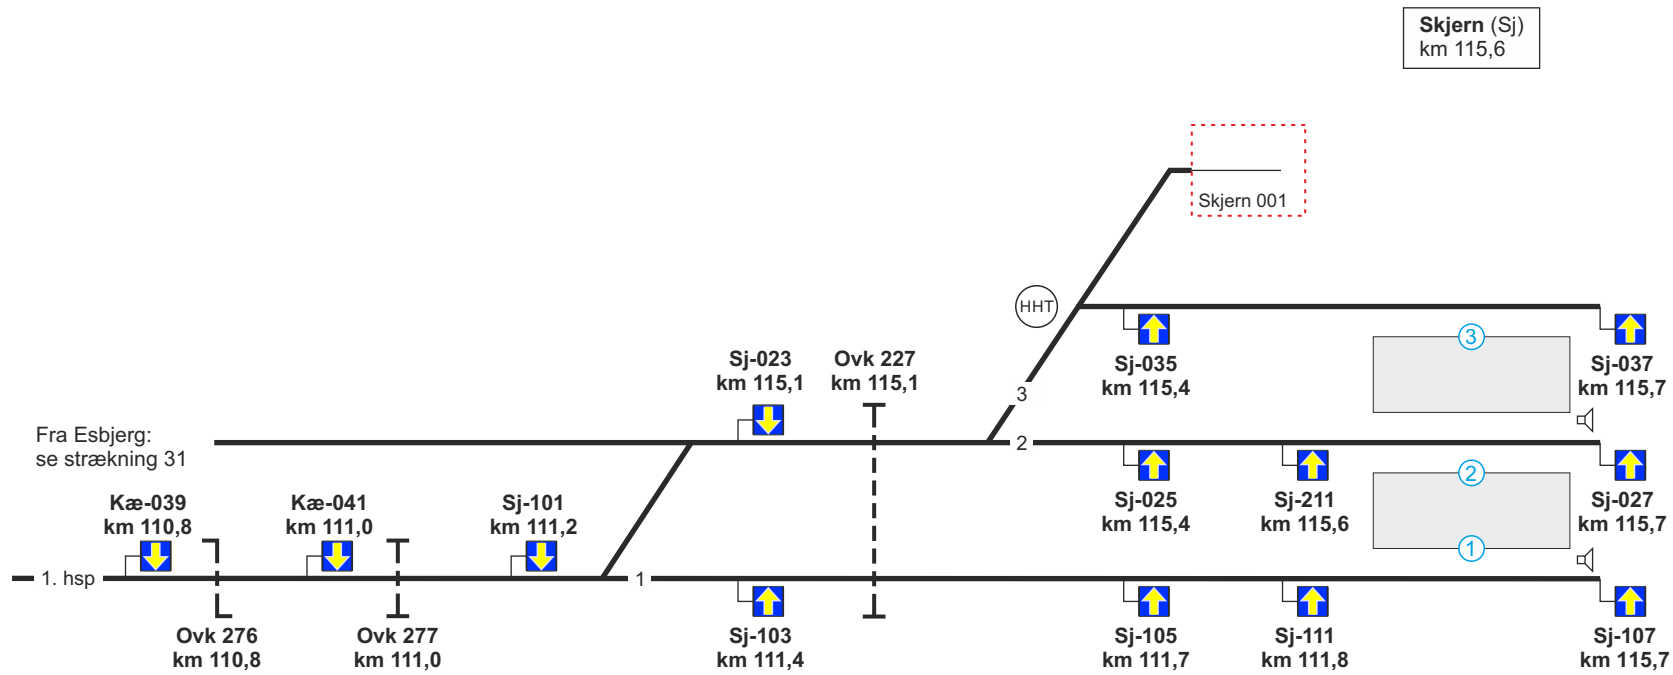 Skjern (Sj)
km 115,6
Skjern 001
HHT
3
Sj-035
km 115,4
Sj-037
km 115,7
Sj-023
km 115,1
Ovk 227
km 115,1
3
Fra Esbjerg:
se strækning 31
2
Sj-025
km 115,4
Sj-211
km 115,6
2
Sj-027
km 115,7
Kæ-039
km 110,8
Kæ-041
km 111,0
Sj-101
km 111,2
1
1. hsp
1
Ovk 276
km 110,8
Ovk 277
km 111,0
Sj-103
km 111,4
Sj-105
km 111,7
Sj-111
km 111,8
Sj-107
km 115,7